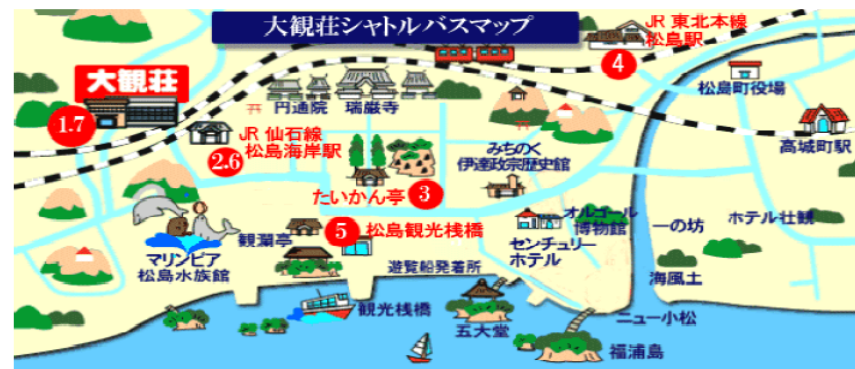 大観荘シャトルバスマップ
JR 東北本線
松島駅
4
大観荘
1.7
松島町役場
円通院
瑞巌寺
JR 仙石線
松島海岸駅
2.6
みちのく
伊達政宗歴史館
高城町駅
たいかん亭
3
5
松島観光桟橋
観瀾亭
オルゴール
博物館
一の坊
ホテル壮観
センチュリー
ホテル
マリンピア
松島水族館
遊覧船発着所
海風土
観光桟橋
五大堂
ニュー小松
福浦島